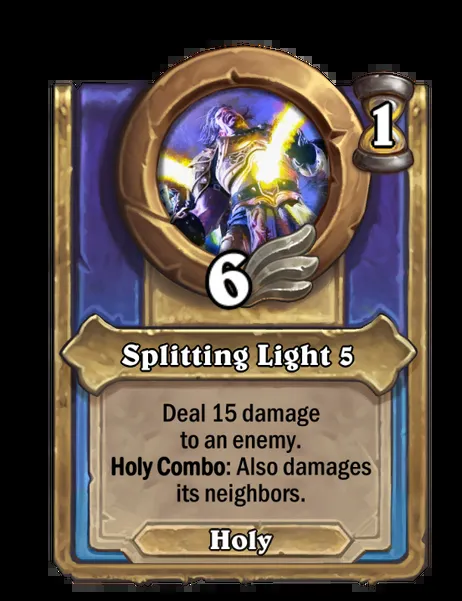 1
6
Splitting Light 5
Deal 15 damage
to an enemy.
Holy Combo: Also damages
its neighbors.
Holy